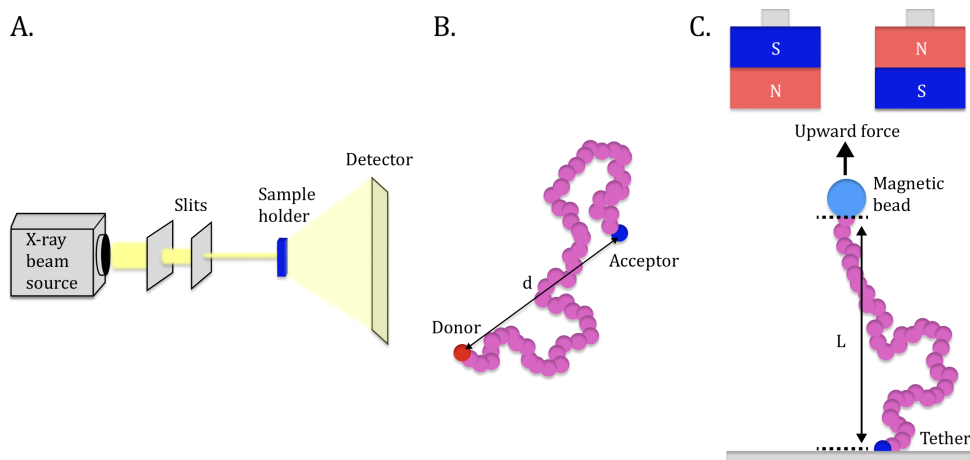 A.
X-ray
beam
source
Slits
Sample
holder
Detector
B.
Donor
d
Acceptor
C.
S
N
N
S
Upward force
Magnetic
bead
L
Tether